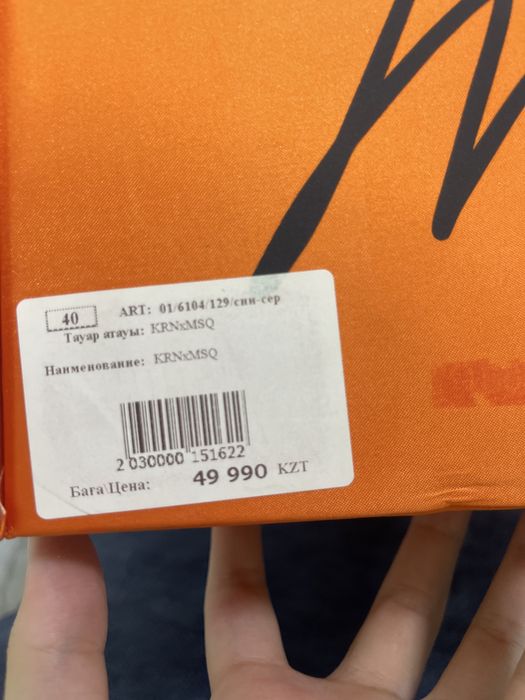 40 ART: 01/6104/129/син-сер
Тауар атауы: KRNxMSQ
Наименование: KRNxMSQ
2 030000 151622
Баға\Цена: 49 990 KZT